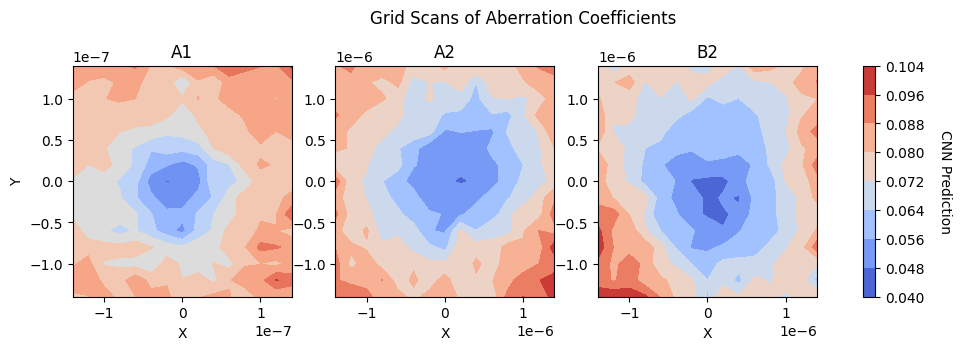 Grid Scans of Aberration Coefficients
1e−7 A1
1e−6 A2
1e−6 B2
Y
1.0
0.5
0.0
−0.5
−1.0
−1 0 1
1e−7
X
1.0
0.5
0.0
−0.5
−1.0
−1 0 1
1e−6
X
1.0
0.5
0.0
−0.5
−1.0
−1 0 1
1e−6
X
0.104
0.096
0.088
0.080
0.072
0.064
0.056
0.048
0.040
CNN Prediction